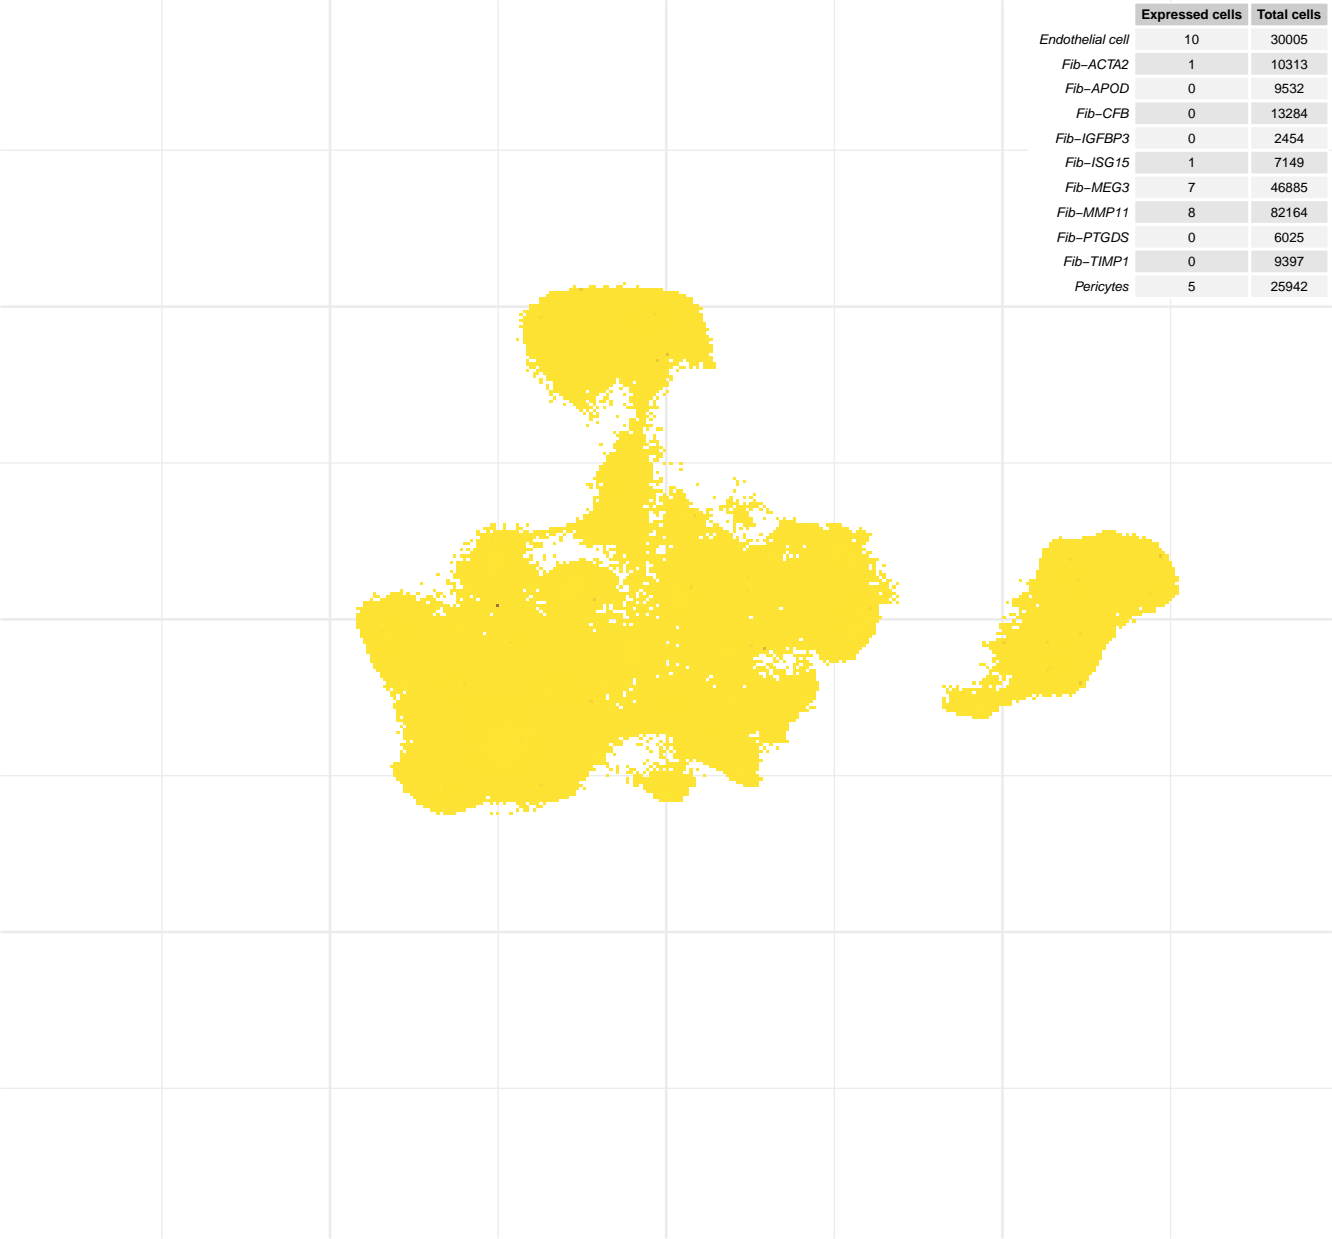 Expressed cells Total cells
Endothelial cell 10 30005
Fib−ACTA2 1 10313
Fib−APOD 0 9532
Fib−CFB 0 13284
Fib−IGFBP3 0 2454
Fib−ISG15 1 7149
Fib−MEG3 7 46885
Fib−MMP11 8 82164
Fib−PTGDS 0 6025
Fib−TIMP1 0 9397
Pericytes 5 25942